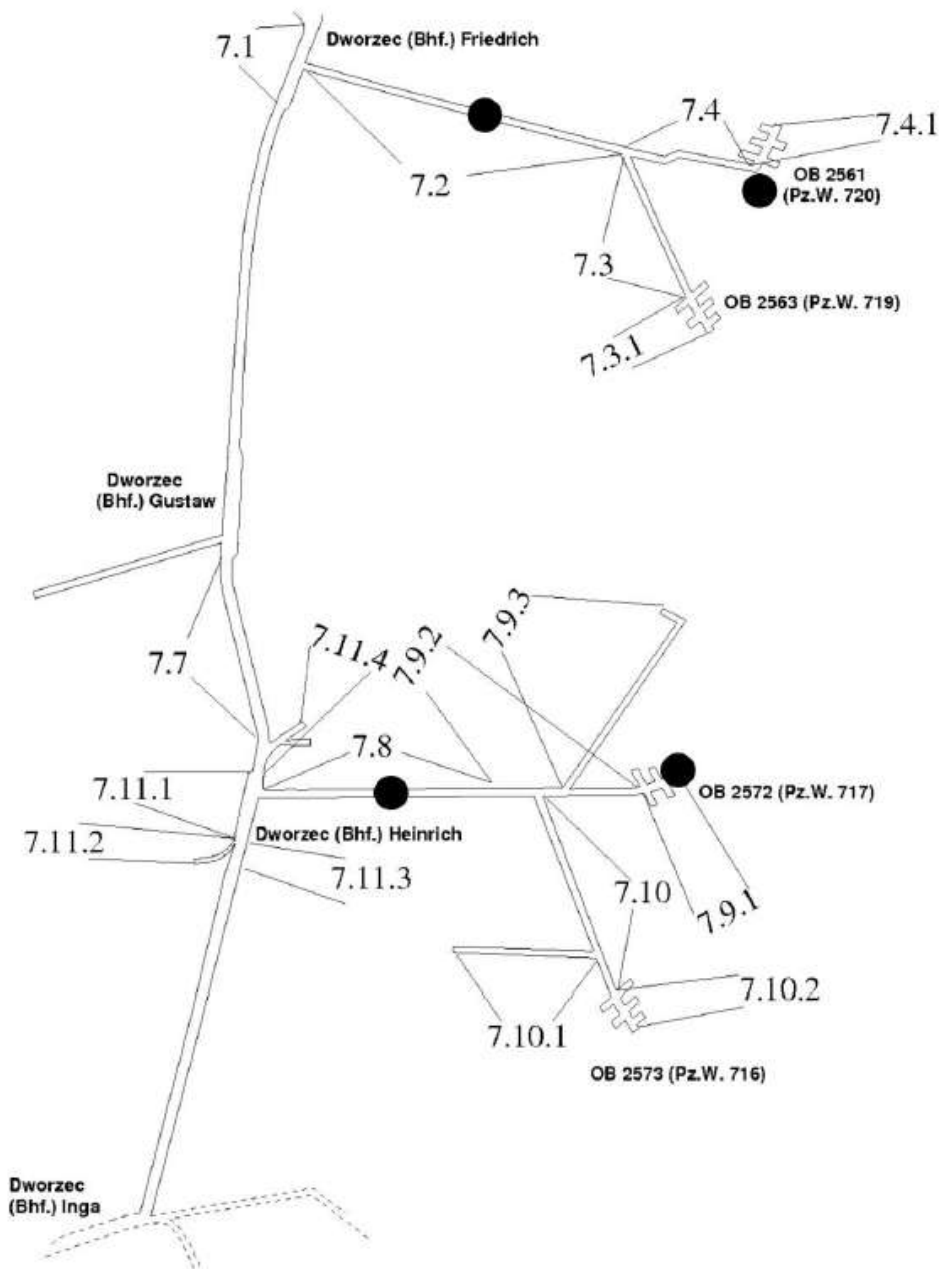 7.1
Dworzec (Bhf.) Friedrich
7.4
7.4.1
7.2
OB 2561
(Pz.W. 720)
7.3
OB 2563 (Pz.W. 719)
7.3.1
Dworzec
(Bhf.) Gustaw
7.9.3
7.11.4
7.9.2
7.7
7.8
7.11.1
OB 2572 (Pz.W. 717)
Dworzec (Bhf.) Heinrich
7.11.2
7.11.3
7.10
7.9.1
7.10.2
7.10.1
OB 2573 (Pz.W. 716)
Dworzec
(Bhf.) Inga